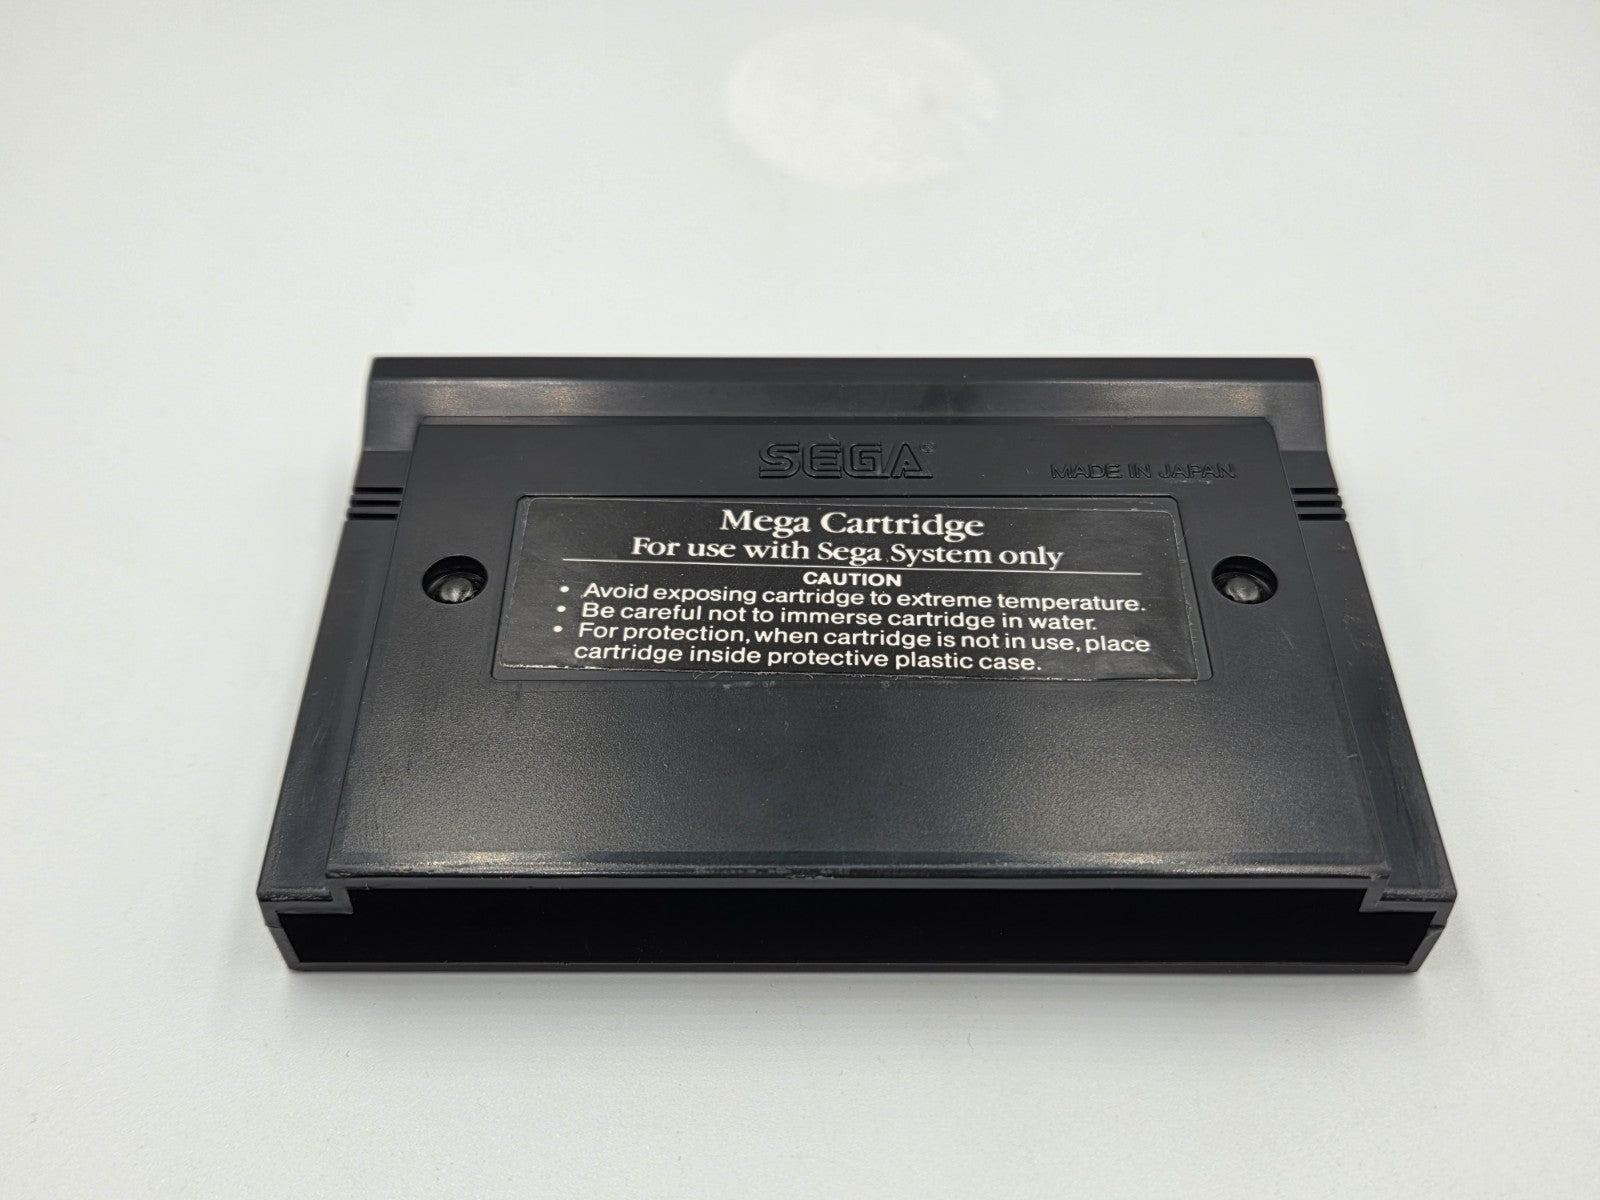 SEGA®
MADE IN JAPAN
Mega Cartridge
For use with Sega System only
CAUTION
• Avoid exposing cartridge to extreme temperature.
• Be careful not to immerse cartridge in water.
• For protection, when cartridge is not in use, place
cartridge inside protective plastic case.